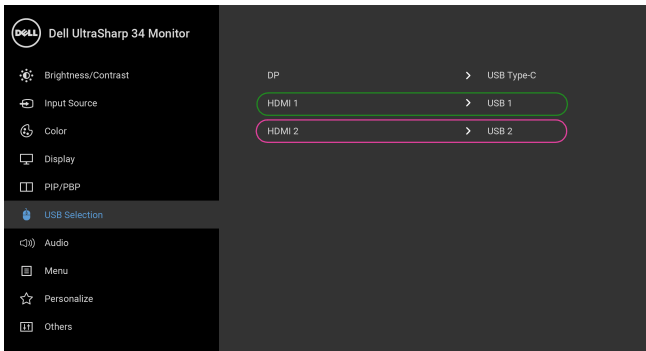 DELL Dell UltraSharp 34 Monitor
Brightness/Contrast
Input Source
Color
Display
PIP/PBP
USB Selection
Audio
Menu
Personalize
Others
DP > USB Type-C
HDMI 1 > USB 1
HDMI 2 > USB 2